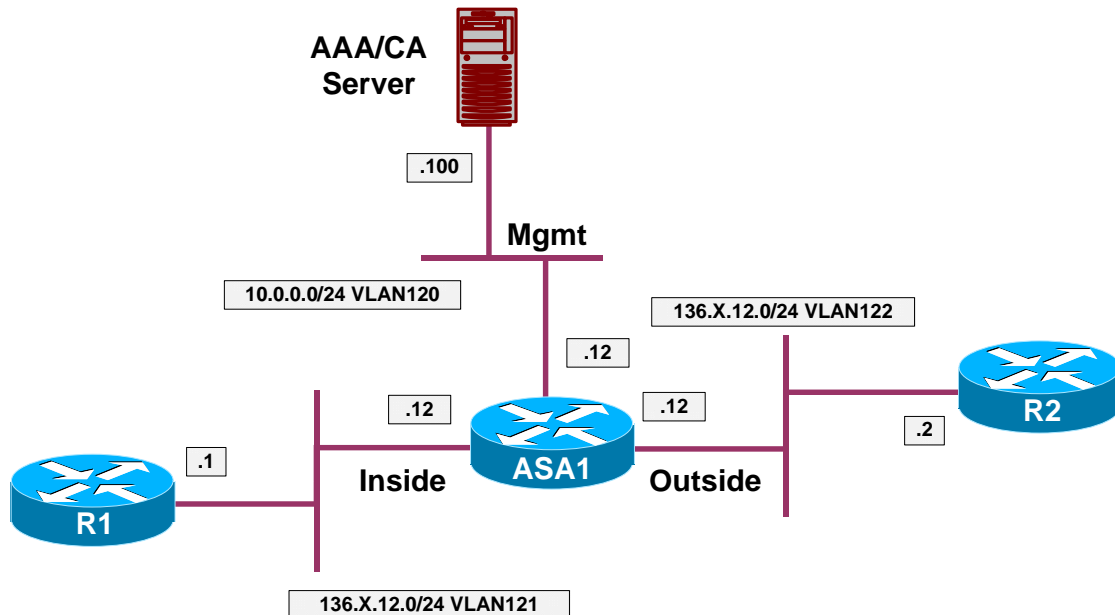 AAA/CA
Server
.100
Mgmt
10.0.0.0/24 VLAN120
136.X.12.0/24 VLAN122
.12
.12
.12
R2
.2
.1
Inside
ASA1
Outside
R1
136.X.12.0/24 VLAN121